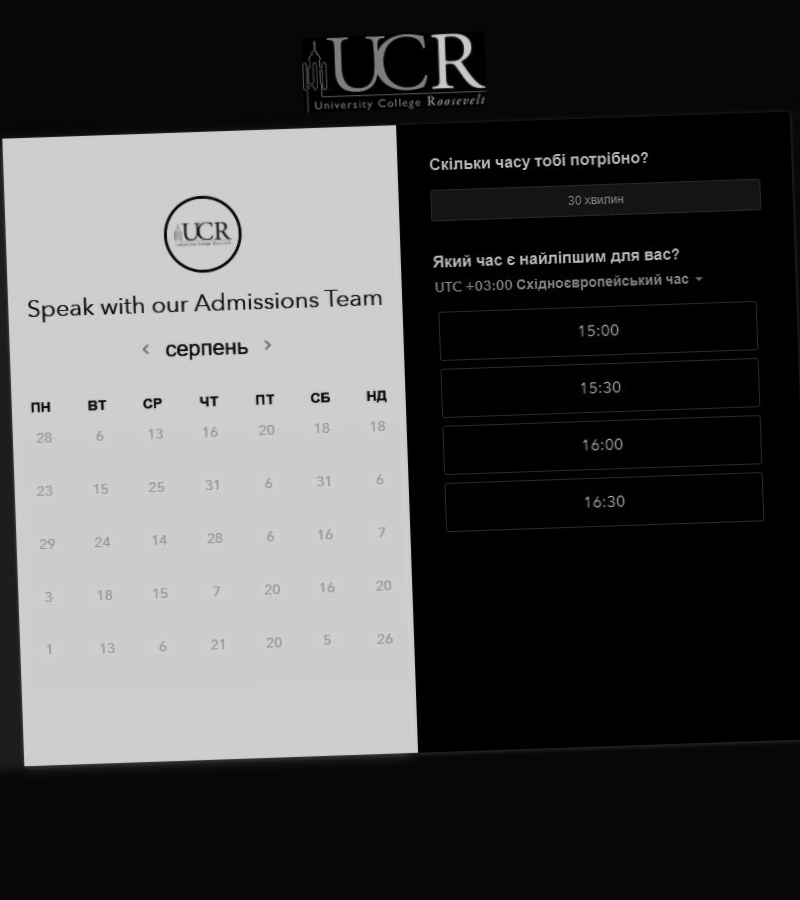 UCR
University College Roosevelt
UCR
University College Roosevelt
Speak with our Admissions Team
серпень
ПН ВТ СР ЧТ ПТ СБ НД
28 6 13 16 20 18 18
23 15 25 31 6 31 6
29 24 14 28 6 16 7
3 18 15 7 20 16 20
1 13 6 21 20 5 26
Скільки часу тобі потрібно?
30 хвилин
Який час є найліпшим для вас?
UTC +03:00 Східноєвропейський час
15:00
15:30
16:00
16:30